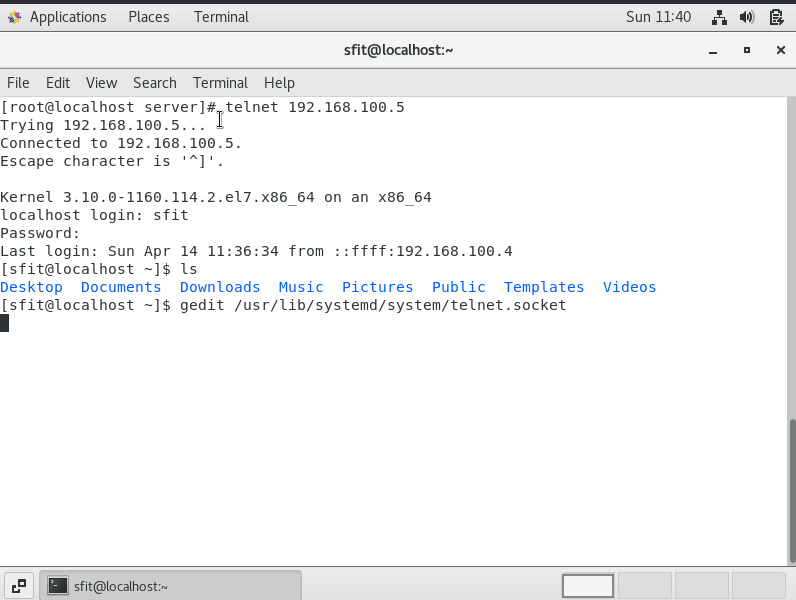 Applications Places Terminal Sun 11:40
sfit@localhost:~
File Edit View Search Terminal Help
[root@localhost server]# telnet 192.168.100.5
Trying 192.168.100.5...
Connected to 192.168.100.5.
Escape character is '^]'.
Kernel 3.10.0-1160.114.2.el7.x86_64 on an x86_64
localhost login: sfit
Password:
Last login: Sun Apr 14 11:36:34 from ::ffff:192.168.100.4
[sfit@localhost ~]$ ls
Desktop Documents Downloads Music Pictures Public Templates Videos
[sfit@localhost ~]$ gedit /usr/lib/systemd/system/telnet.socket
sfit@localhost:~